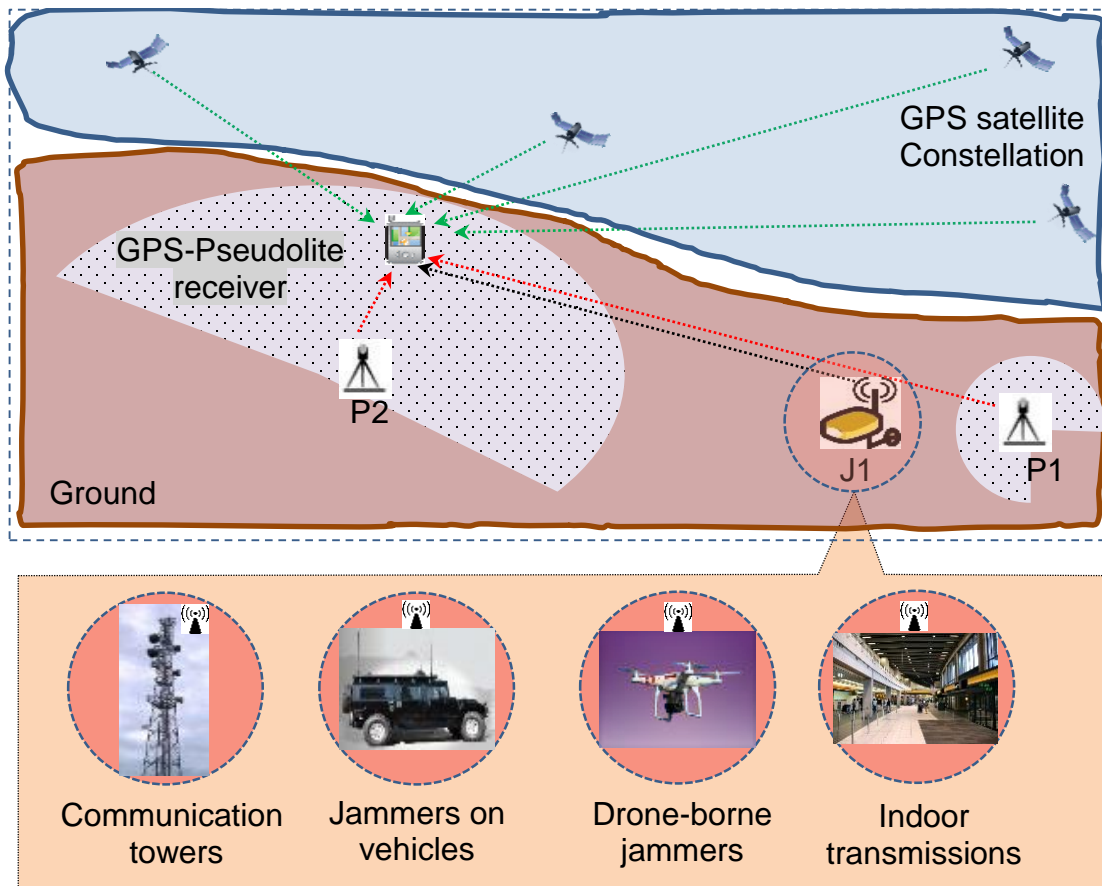 GPS satellite
Constellation
GPS-Pseudolite
receiver
P2
J1
P1
Ground
Communication
towers
Jammers on
vehicles
Drone-borne
jammers
Indoor
transmissions